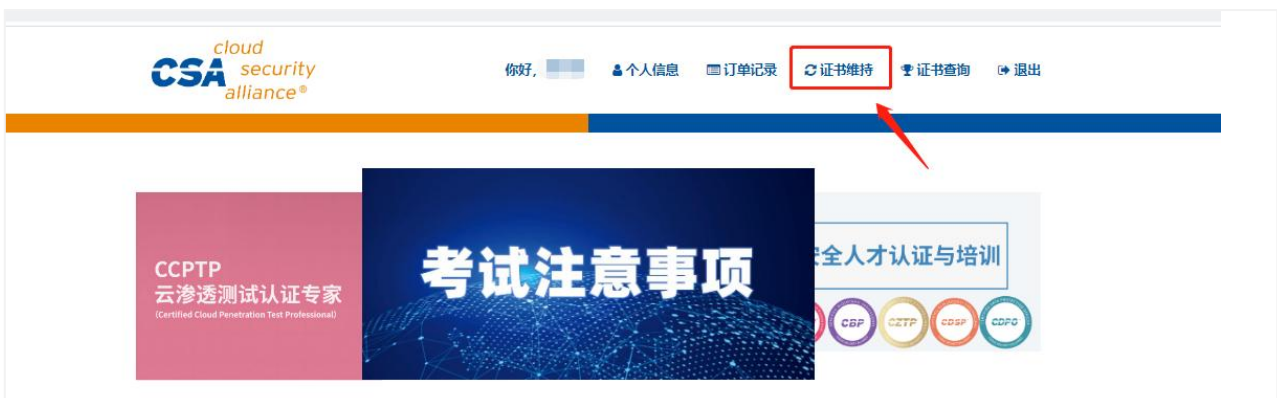 cloud
CSA security
alliance®
你好, 个人信息 订单记录 证书维持 证书查询 退出
CCPTP
云渗透测试认证专家
(Certified Cloud Penetration Test Professional)
考试注意事项
全人才认证与培训
CBP CZTP CDSP CDPO